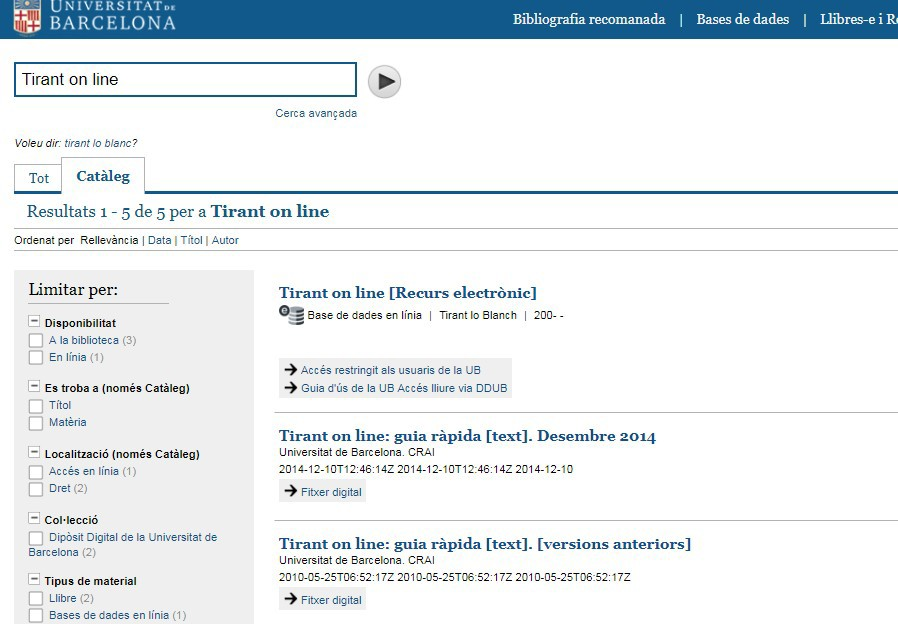 UNIVERSITAT DE
BARCELONA
Bibliografia recomanada | Bases de dades | Llibres-e i R
Tirant on line
Cerca avançada
Voleu dir: tirant lo blanc?
Tot
Catàleg
Resultats 1 - 5 de 5 per a Tirant on line
Ordenat per Rellevància | Data | Títol | Autor
Limitar per:
Disponibilitat
A la biblioteca (3)
En línia (1)
Es troba a (només Catàleg)
Títol
Matèria
Localització (només Catàleg)
Accés en línia (1)
Dret (2)
Col·lecció
Dipòsit Digital de la Universitat de
Barcelona (2)
Tipus de material
Llibre (2)
Bases de dades en línia (1)
Tirant on line [Recurs electrònic]
Base de dades en línia | Tirant lo Blanch | 200- -
Accés restringit als usuaris de la UB
Guia d'ús de la UB Accés lliure via DDUB
Tirant on line: guia ràpida [text]. Desembre 2014
Universitat de Barcelona. CRAI
2014-12-10T12:46:14Z 2014-12-10T12:46:14Z 2014-12-10
Fitxer digital
Tirant on line: guia ràpida [text]. [versions anteriors]
Universitat de Barcelona. CRAI
2010-05-25T06:52:17Z 2010-05-25T06:52:17Z 2010-05-25T06:52:17Z
Fitxer digital